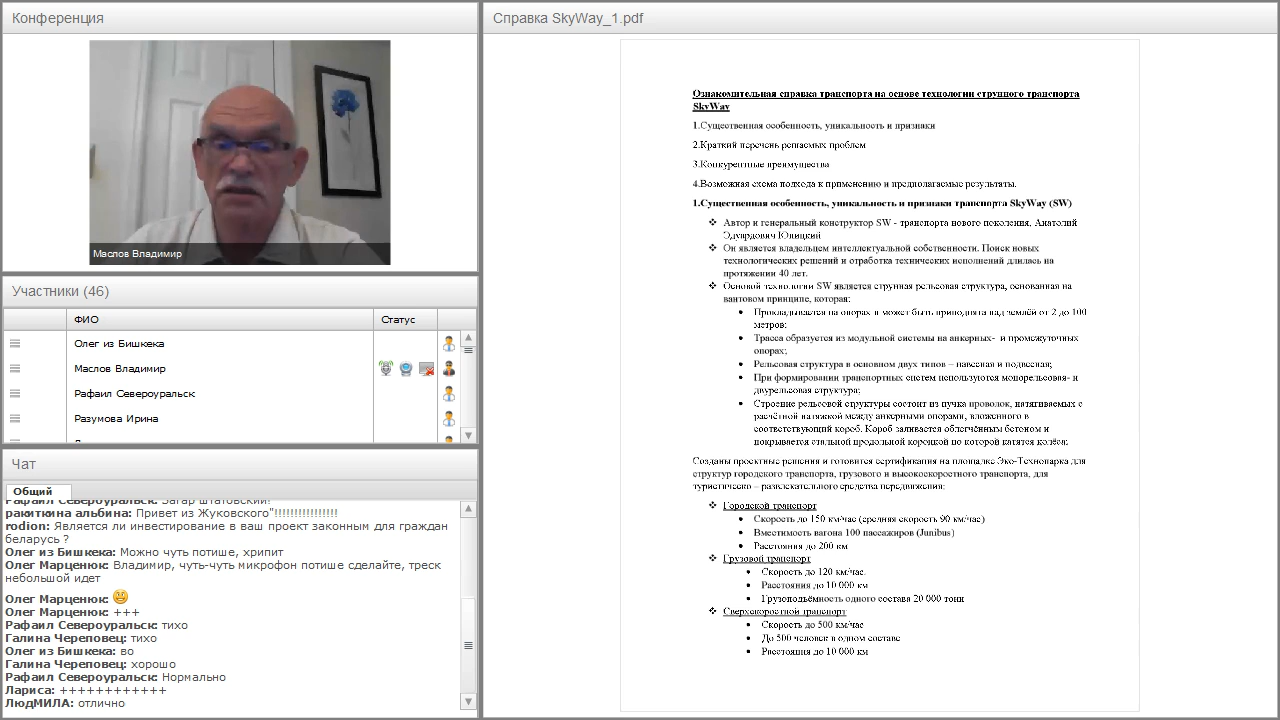 Конференция
Маслов Владимир
Участники (46)
ФИО
Статус
Олег из Бишкека
Маслов Владимир
Рафаил Североуральск
Разумова Ирина
Чат
Общий
Рафаил Североуральск: Загар штатовский!
ракиткина альбина: Привет из Жуковского"!!!!!!!!!!!!!!!!
rodion: Является ли инвестирование в ваш проект законным для граждан
беларусь ?
Олег из Бишкека: Можно чуть потише, хрипит
Олег Марценюк: Владимир, чуть-чуть микрофон потише сделайте, треск
небольшой идет
Олег Марценюк:
Олег Марценюк: +++
Рафаил Североуральск: тихо
Галина Череповец: тихо
Олег из Бишкека: во
Галина Череповец: хорошо
Рафаил Североуральск: Нормально
Лариса: ++++++++++++
ЛюдМИЛА: отлично
Справка SkyWay_1.pdf
Ознакомительная справка транспорта на основе технологии струнного транспорта
SkyWay
1.Существенная особенность, уникальность и признаки
2.Краткий перечень решаемых проблем
3.Конкурентные преимущества
4.Возможная схема подхода к применению и предполагаемые результаты.
1.Существенная особенность, уникальность и признаки транспорта SkyWay (SW)
❖ Автор и генеральный конструктор SW - транспорта нового поколения, Анатолий
Эдуардович Юницкий
❖ Он является владельцем интеллектуальной собственности. Поиск новых
технологических решений и отработка технических исполнений длилась на
протяжении 40 лет.
❖ Основой технологии SW является струнная рельсовая структура, основанная на
вантовом принципе, которая:
• Прокладывается на опорах и может быть приподнята над землёй от 2 до 100
метров;
• Трасса образуется из модульной системы на анкерных- и промежуточных
опорах;
• Рельсовая структура в основном двух типов – навесная и подвесная;
• При формировании транспортных систем используются монорельсовая- и
двурельсовая структура;
• Строение рельсовой структуры состоит из пучка проволок, натягиваемых с
расчётной натяжкой между анкерными опорами, вложенного в
соответствующий короб. Короб заливается облегчённым бетоном и
покрывается стальной продольной коронкой по которой катятся колёса;
Созданы проектные решения и готовится сертификация на площадке Эко-Технопарка для
структур городского транспорта, грузового и высокоскоростного транспорта, для
туристическо – развлекательного средства передвижения:
❖ Городской транспорт
• Скорость до 150 км/час (средняя скорость 90 км/час)
• Вместимость вагона 100 пассажиров (Junibus)
• Расстояния до 200 км
❖ Грузовой транспорт
• Скорость до 120 км/час.
• Расстояния до 10 000 км
• Грузоподъёмность одного состава 20 000 тонн
❖ Сверхскоростной транспорт
• Скорость до 500 км/час
• До 500 человек в одном составе
• Расстояния до 10 000 км